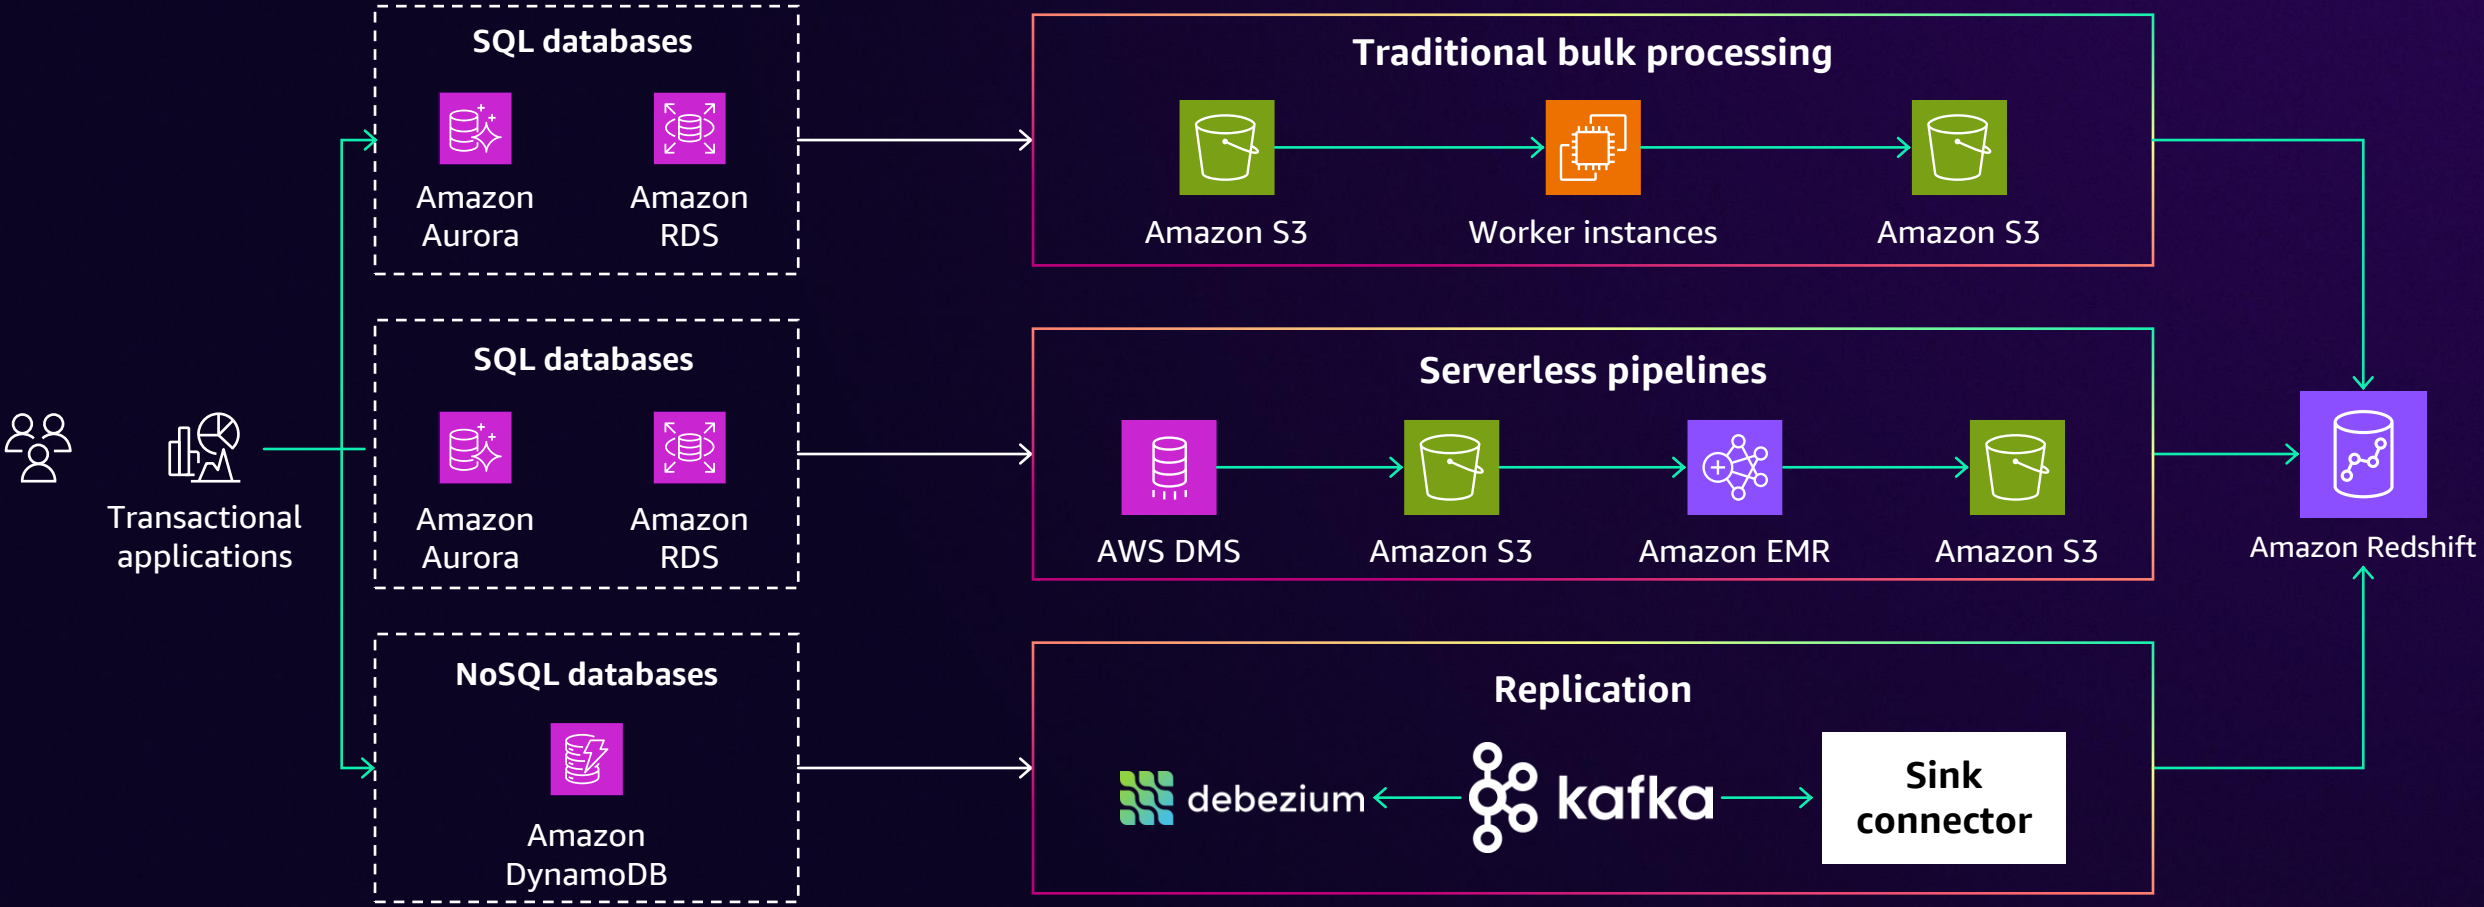 SQL databases
Amazon
Aurora
Amazon
RDS
Traditional bulk processing
Amazon S3
Worker instances
Amazon S3
SQL databases
Amazon
Aurora
Amazon
RDS
Serverless pipelines
AWS DMS
Amazon S3
Amazon EMR
Amazon S3
Transactional
applications
Amazon Redshift
NoSQL databases
Amazon
DynamoDB
Replication
debezium
kafka
Sink
connector